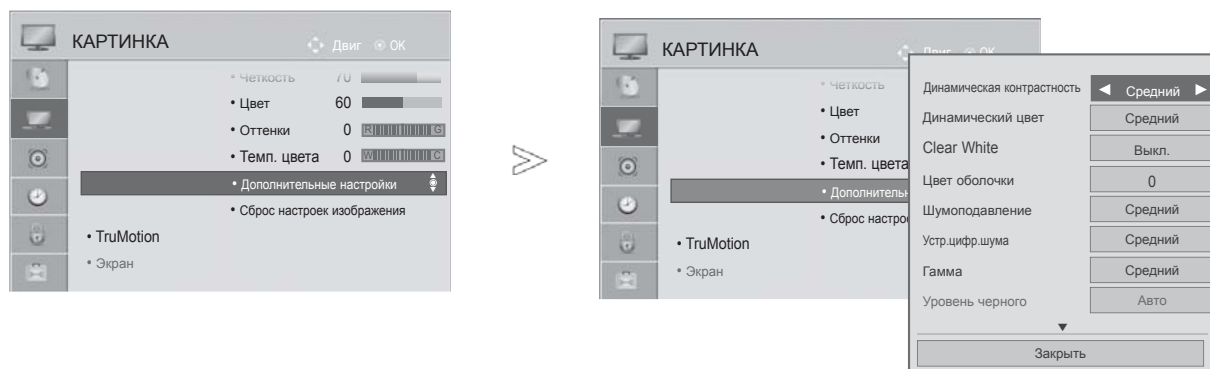 КАРТИНКА
Двиг OK
• Четкость 70
• Цвет 60
• Оттенки 0 R G
• Темп. цвета 0 W C
• Дополнительные настройки
• Сброс настроек изображения
• TruMotion
• Экран
КАРТИНКА
Двиг OK
• Четкость
• Цвет
• Оттенки
• Темп. цвета
• Дополнительн
• Сброс настро
• TruMotion
• Экран
Динамическая контрастность ◄ Средний ►
Динамический цвет Средний
Clear White Выкл.
Цвет оболочки 0
Шумоподавление Средний
Устр.цифр.шума Средний
Гамма Средний
Уровень черного Авто
▼
Закрыть